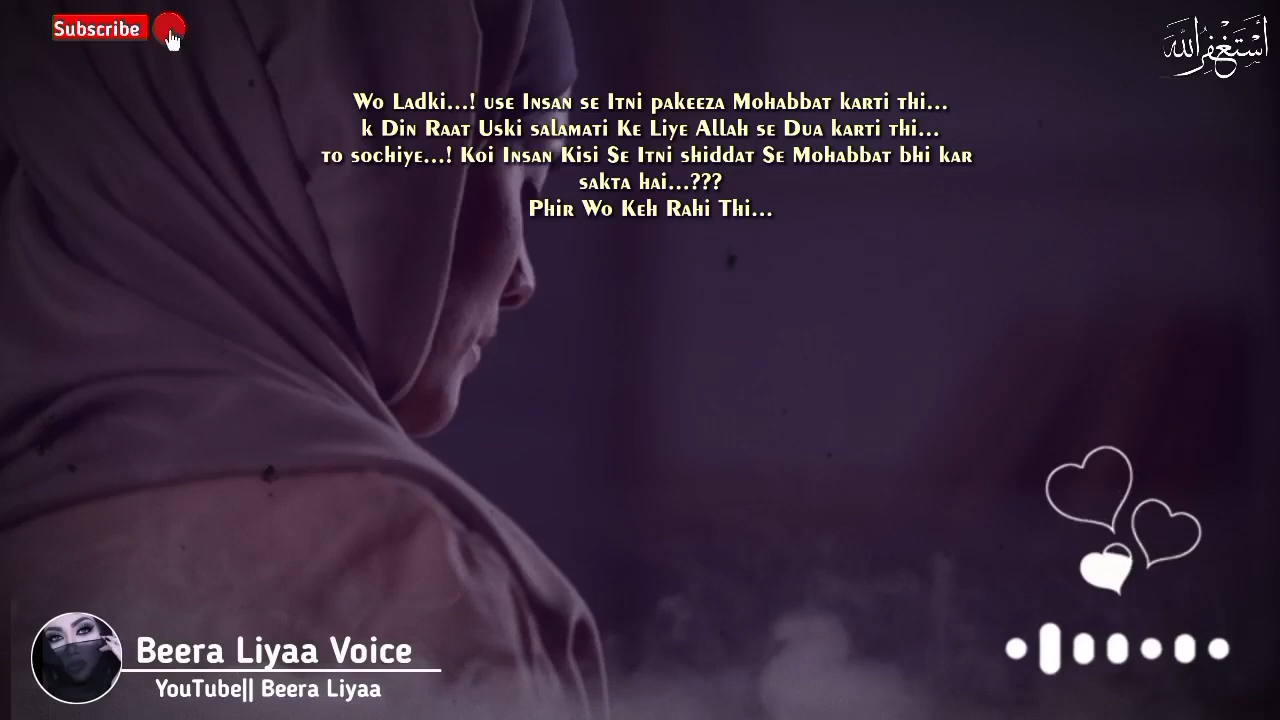 Subscribe
أستغفر الله
Wo Ladki...! use Insan se Itni pakeeza Mohabbat karti thi...
k Din Raat Uski salamati Ke Liye Allah se Dua karti thi...
to sochiye...! Koi Insan Kisi Se Itni shiddat Se Mohabbat bhi kar
sakta hai...???
Phir Wo Keh Rahi Thi...
Beera Liyaa Voice
YouTube|| Beera Liyaa